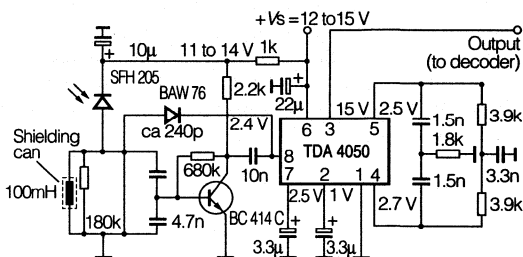 +Vs = 12 to 15 V
10µ
11 to 14 V
1k
Output
(to decoder)
SFH 205
2.2k
22µ
BAW 76
15 V
2.5 V
1.5n
3.9k
ca 240p
2.4 V
6
3
5
Shielding
can
TDA 4050
1.8k
8
3.3n
680k
10n
7
2
1
4
100mH
2.5 V
1 V
2.7 V
1.5n
3.9k
180k
4.7n
BC 414 C
3.3µ
3.3µ